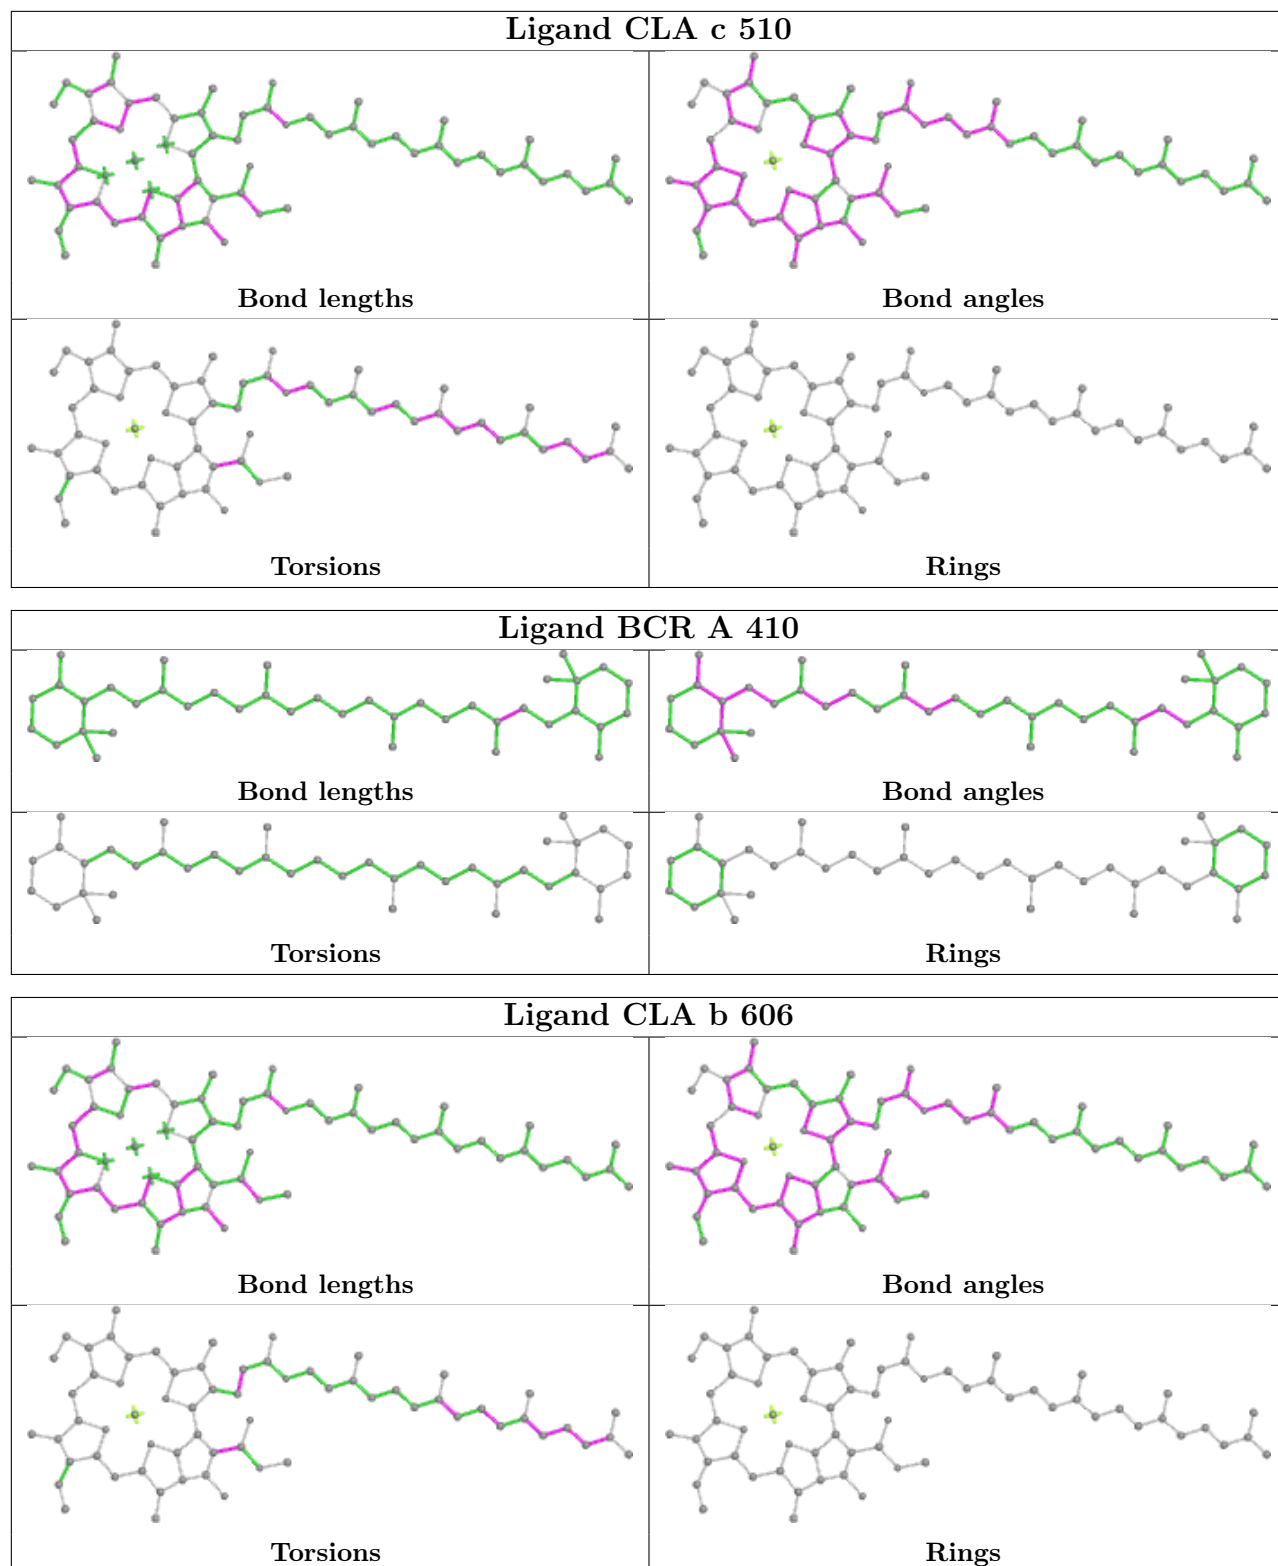 Ligand CLA c 510
Bond lengths
Bond angles
Torsions
Rings
Ligand BCR A 410
Bond lengths
Bond angles
Torsions
Rings
Ligand CLA b 606
Bond lengths
Bond angles
Torsions
Rings